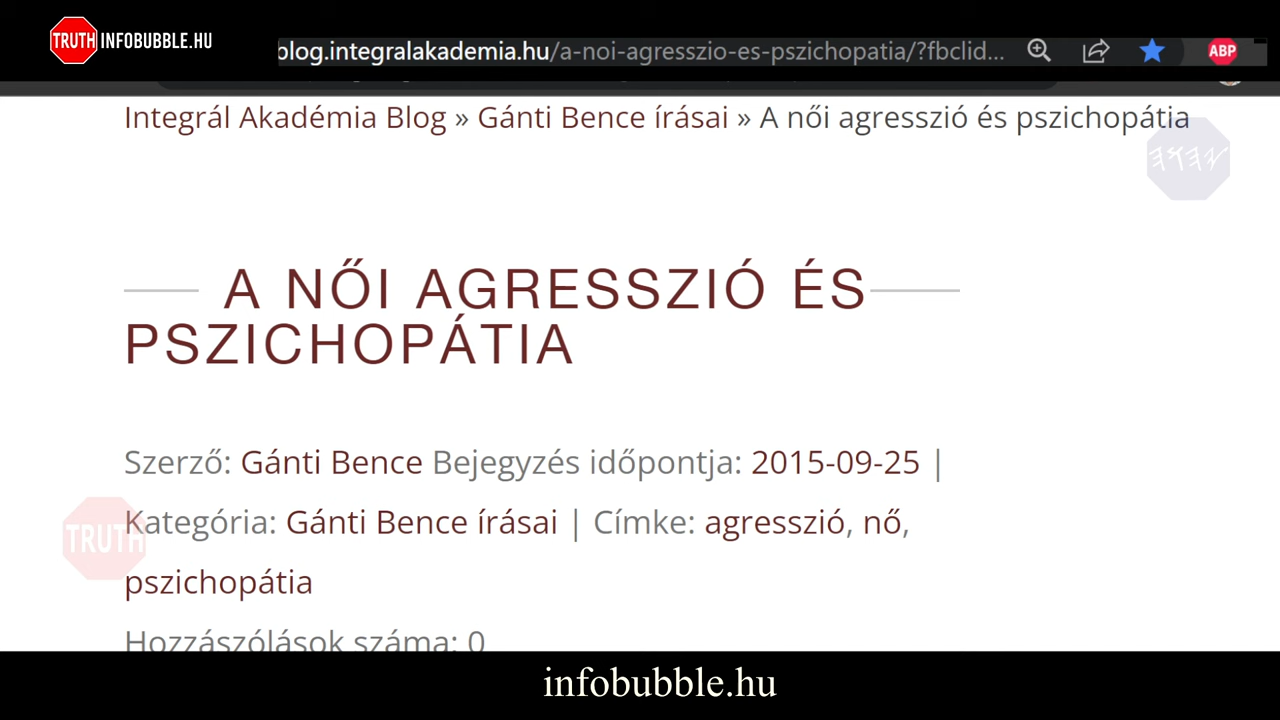 TRUTH INFOBUBBLE.HU
blog.integralakademia.hu/a-noi-agresszio-es-pszichopatia/?fbclid...
ABP
Integrál Akadémia Blog » Gánti Bence írásai » A női agresszió és pszichopátia
A NŐI AGRESSZIÓ ÉS
PSZICHOPÁTIA
Szerző: Gánti Bence Bejegyzés időpontja: 2015-09-25 |
Kategória: Gánti Bence írásai | Címke: agresszió, nő,
TRUTH
pszichopátia
Hozzászólások száma: 0
infobubble.hu